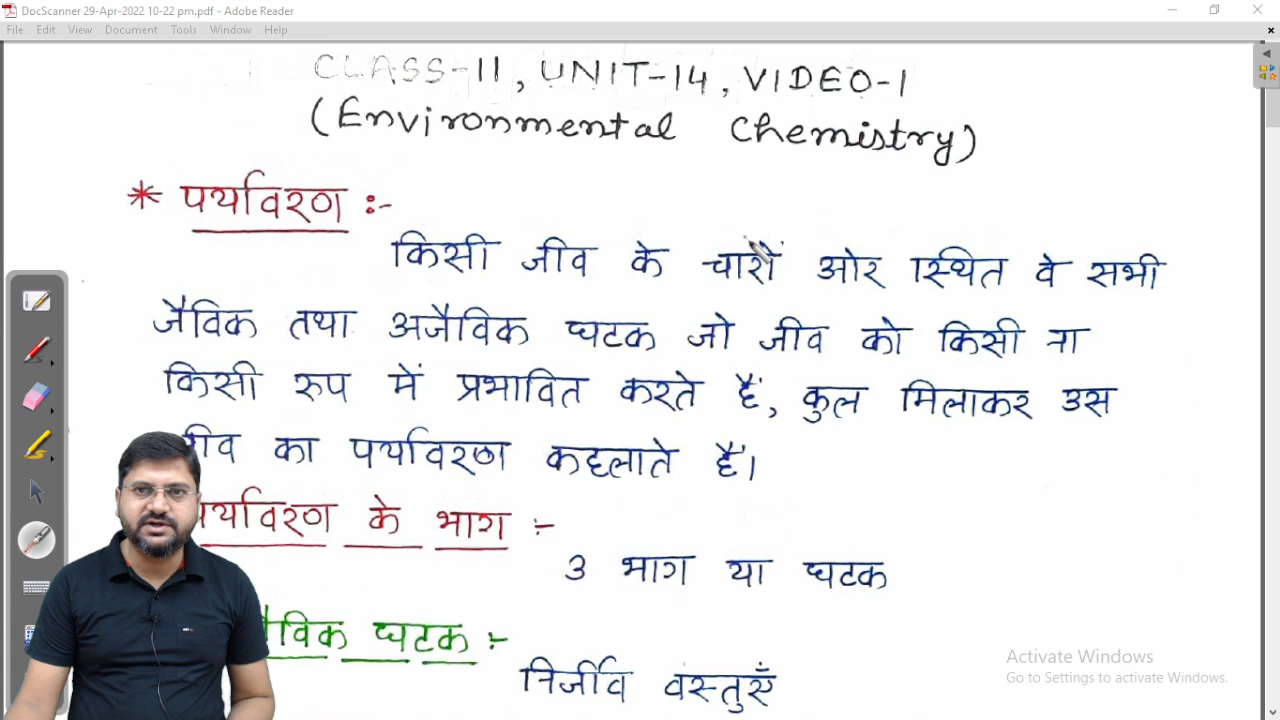 DocScanner 29-Apr-2022 10-22 pm.pdf - Adobe Reader
File Edit View Document Tools Window Help
CLASS-11, UNIT-14, VIDEO-1
(Environmental Chemistry)
* पर्यावरण :-
किसी जीव के चारों ओर स्थित वे सभी
जैविक तथा अजैविक घटक जो जीव को किसी ना
किसी रूप में प्रभावित करते हैं, कुल मिलाकर उस
का पर्यावरण कहलाते हैं।
के भाग :-
3 भाग या घटक
घटक :-
निर्जीव वस्तुएँ
Activate Windows
Go to Settings to activate Windows.